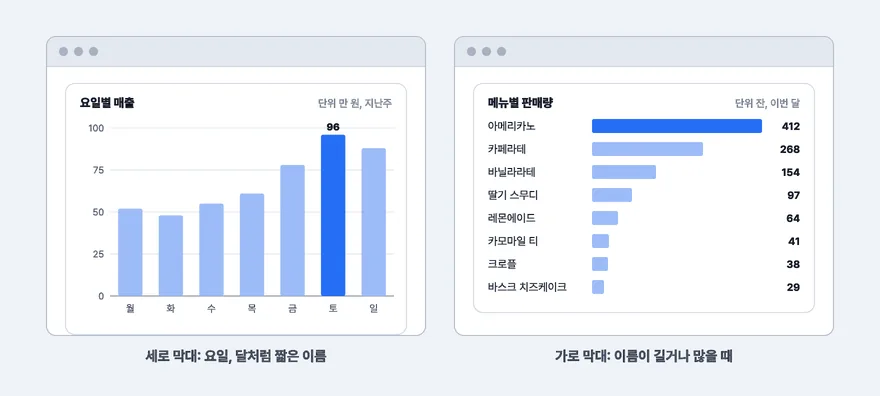 요일별 매출
단위 만 원, 지난주
96
100
75
50
25
0
월 화 수 목 금 토 일
세로 막대: 요일, 달처럼 짧은 이름
메뉴별 판매량
단위 잔, 이번 달
아메리카노 412
카페라테 268
바닐라라테 154
딸기 스무디 97
레몬에이드 64
카모마일 티 41
크로플 38
바스크 치즈케이크 29
가로 막대: 이름이 길거나 많을 때